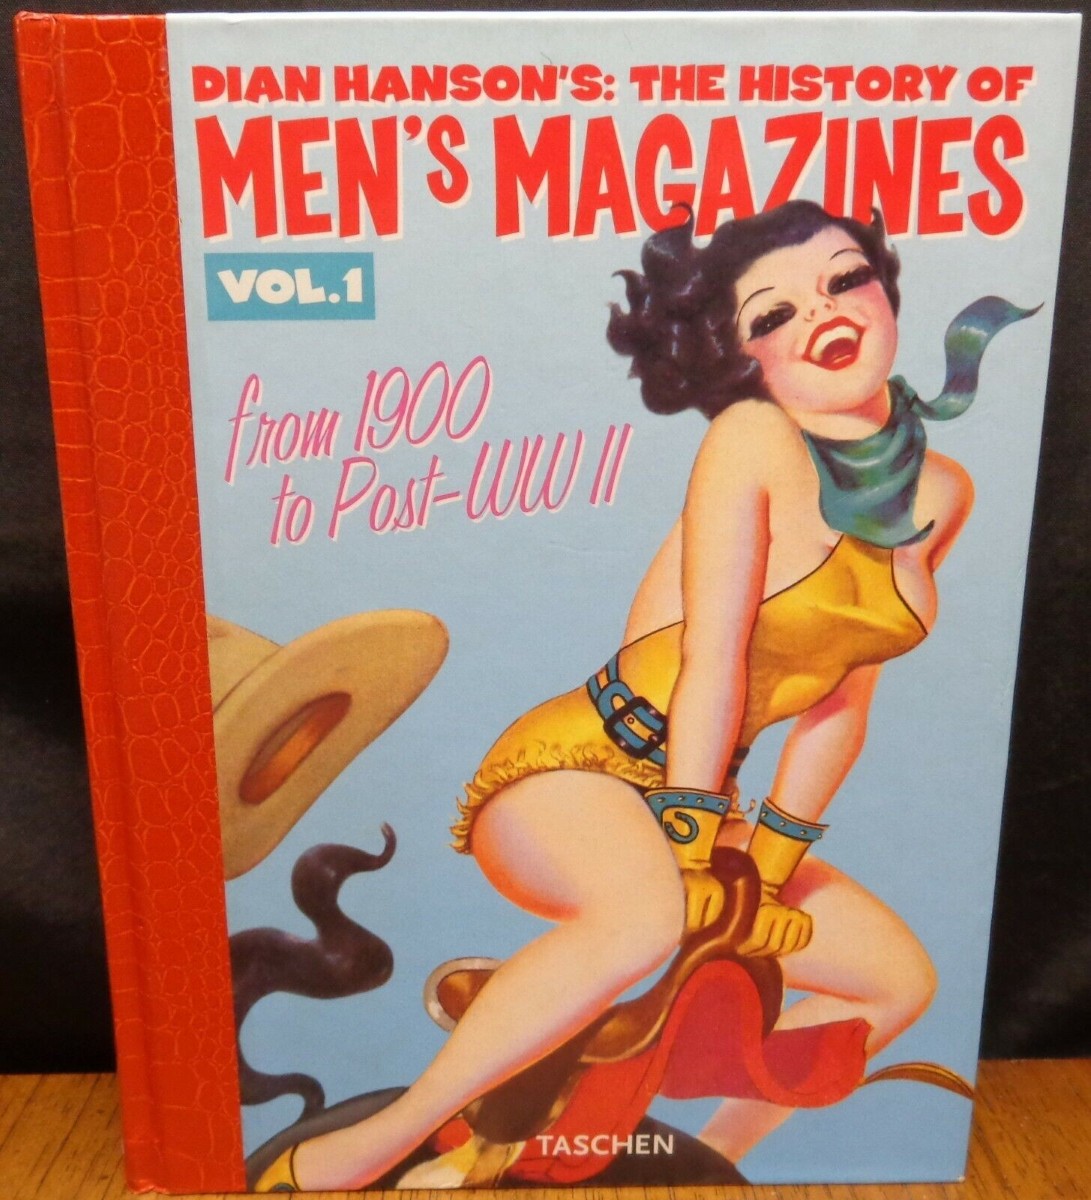 DIAN HANSON'S: THE HISTORY OF
MEN'S MAGAZINES
VOL.1
from 1900
to Post-WW II
TASCHEN